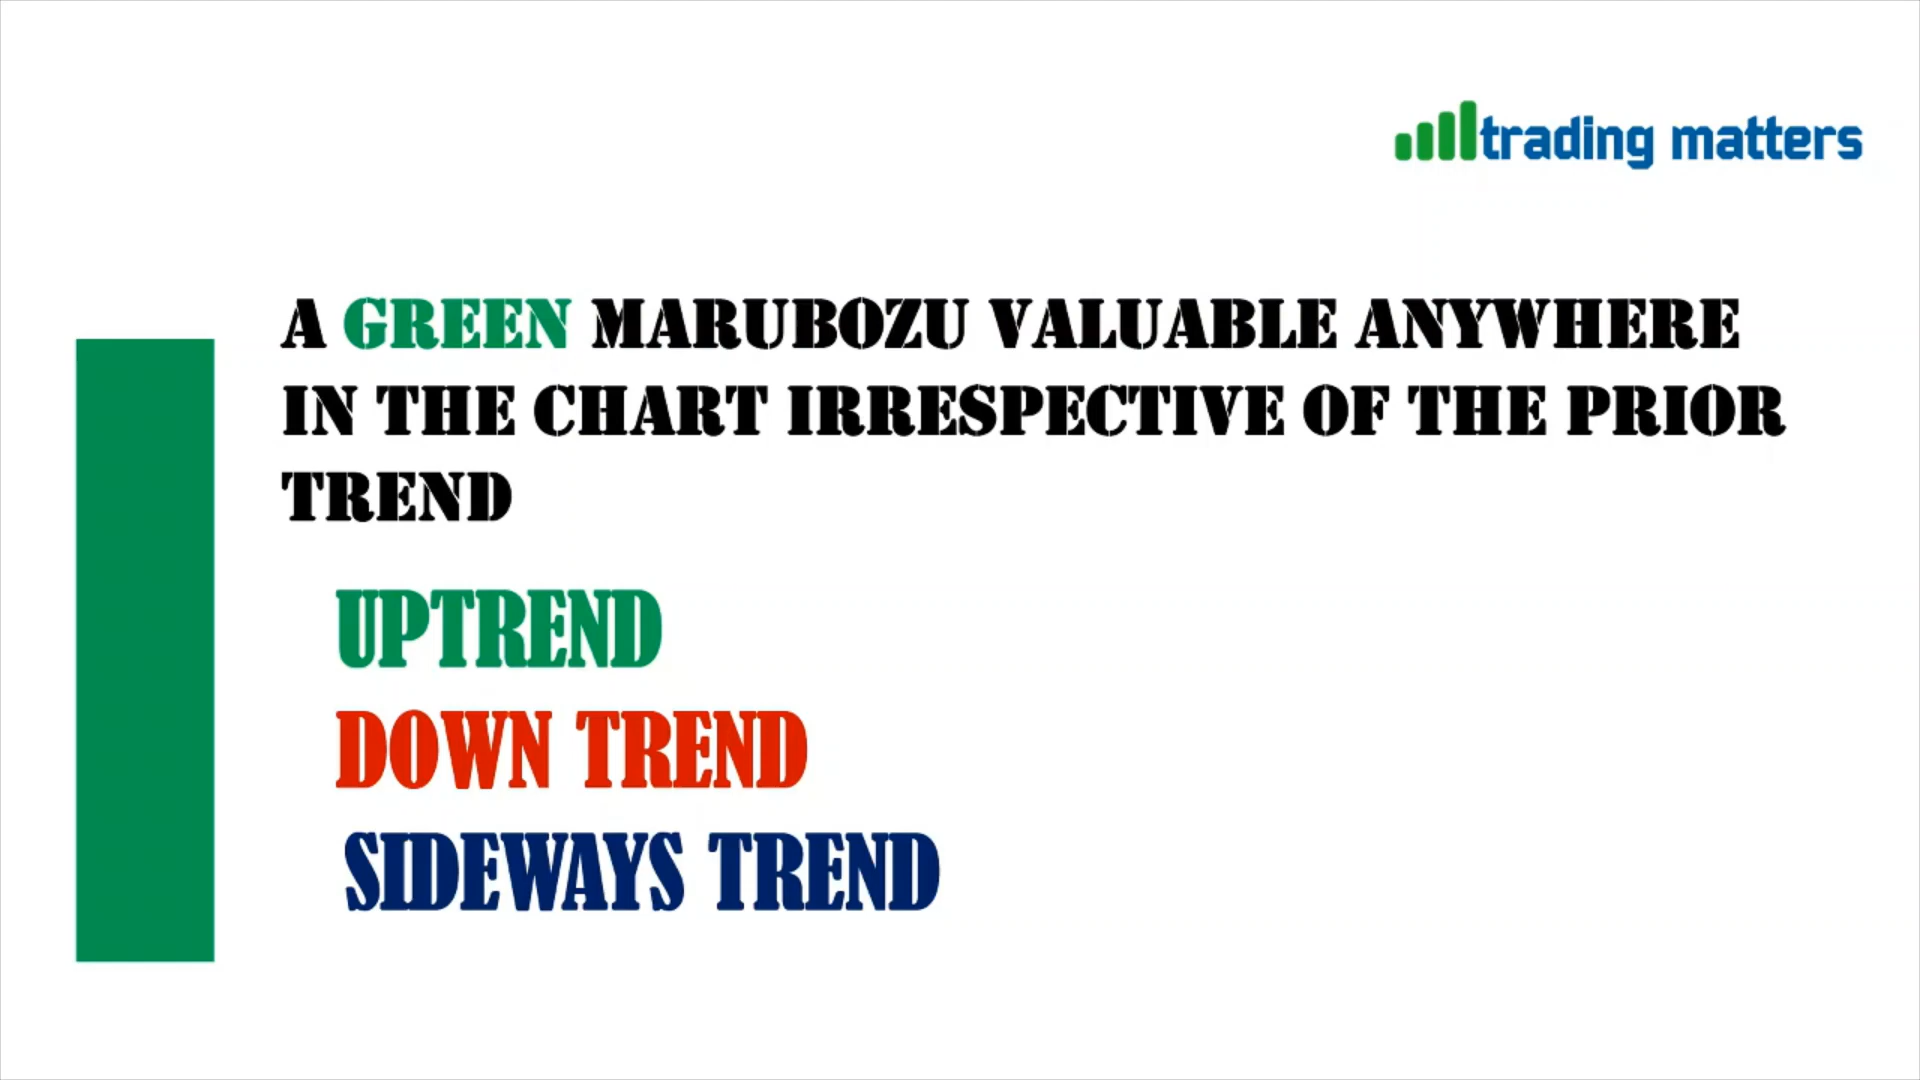 trading matters
A GREEN MARUBOZU VALUABLE ANYWHERE
IN THE CHART IRRESPECTIVE OF THE PRIOR
TREND
UPTREND
DOWN TREND
SIDEWAYS TREND